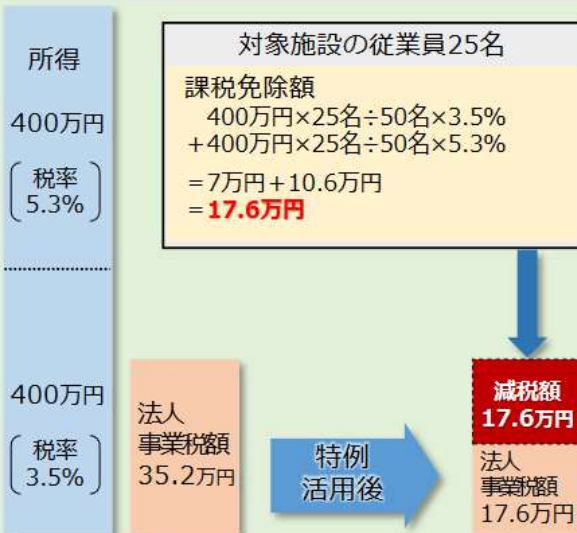 所得
400万円
税率
5.3%
400万円
税率
3.5%
対象施設の従業員25名
課税免除額
400万円×25名÷50名×3.5%
+400万円×25名÷50名×5.3%
=7万円+10.6万円
=17.6万円
法人
事業税額
35.2万円
特例
活用後
減税額
17.6万円
法人
事業税額
17.6万円